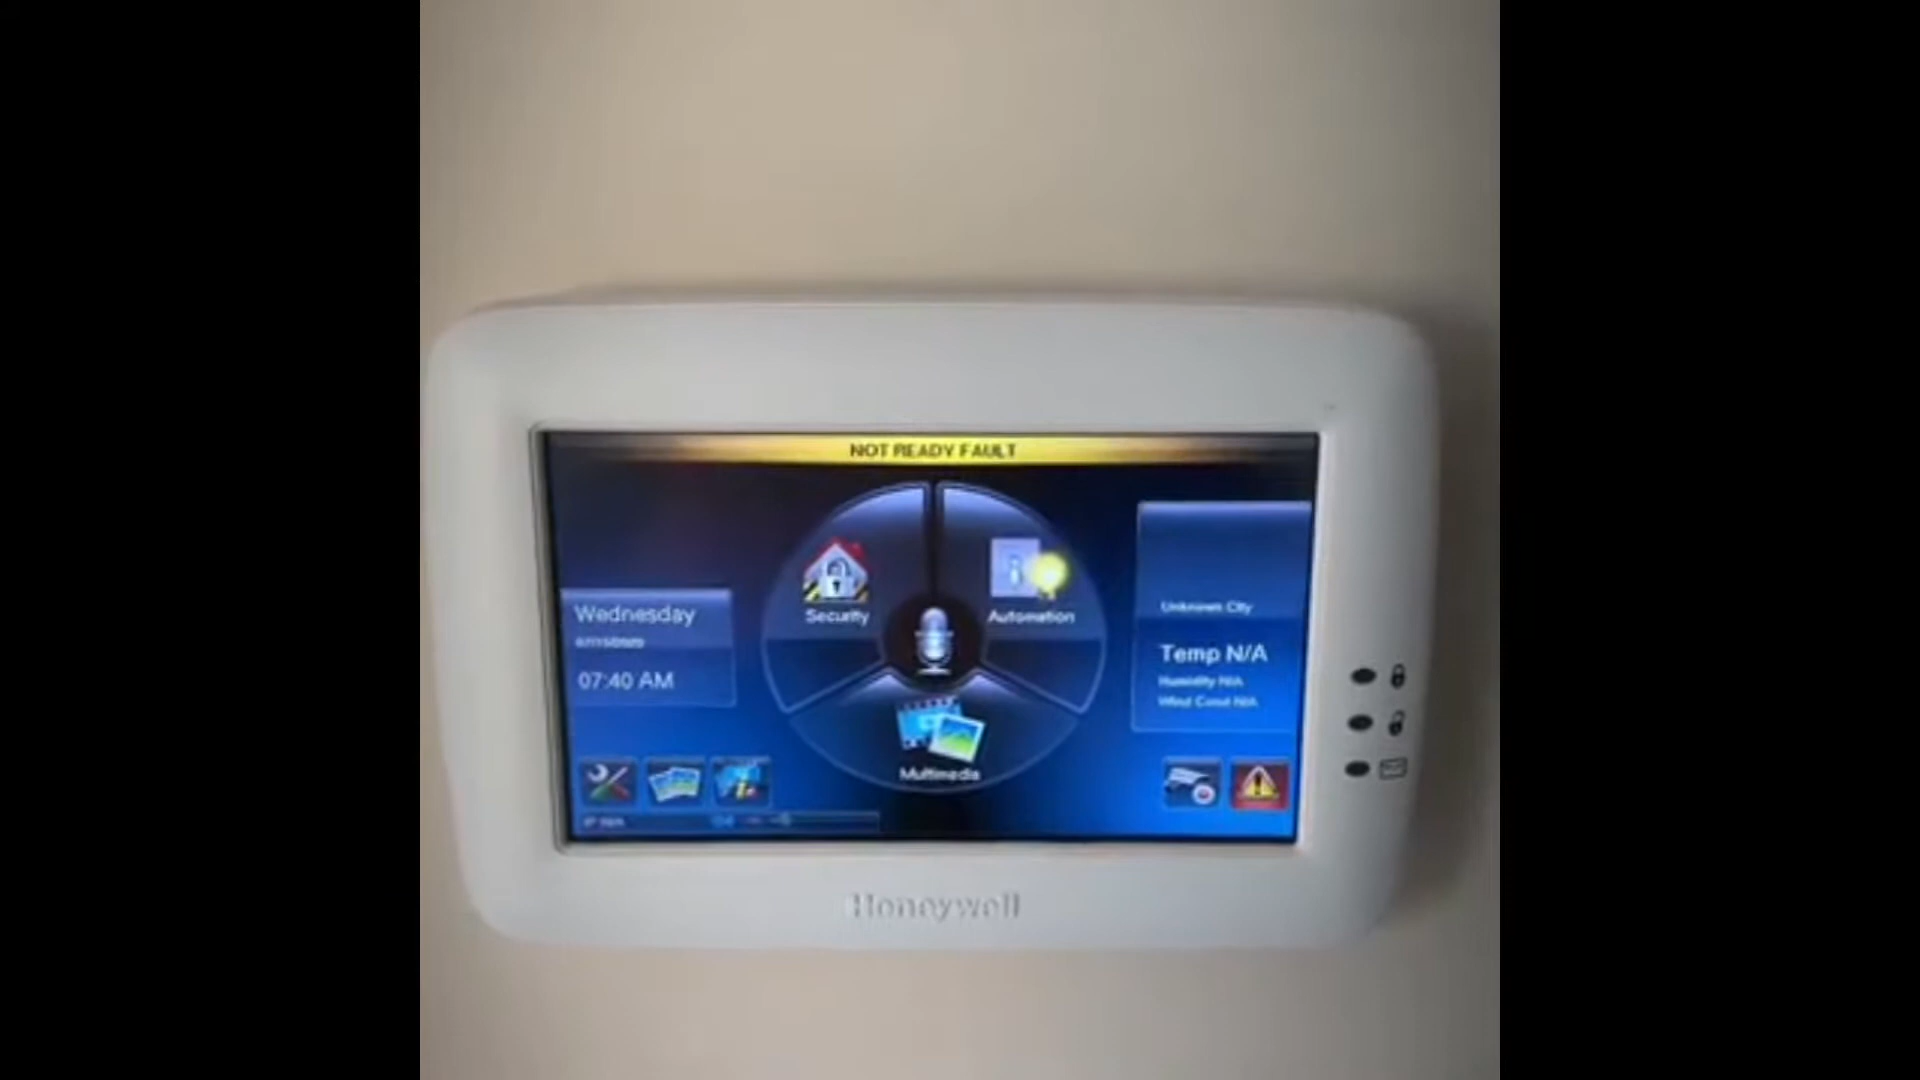 NOT READY FAULT
Security
Automation
Wednesday
07:40 AM
Unknown City
Temp N/A
Humidity N/A
Wind Cond N/A
Multimedia
Honeywell